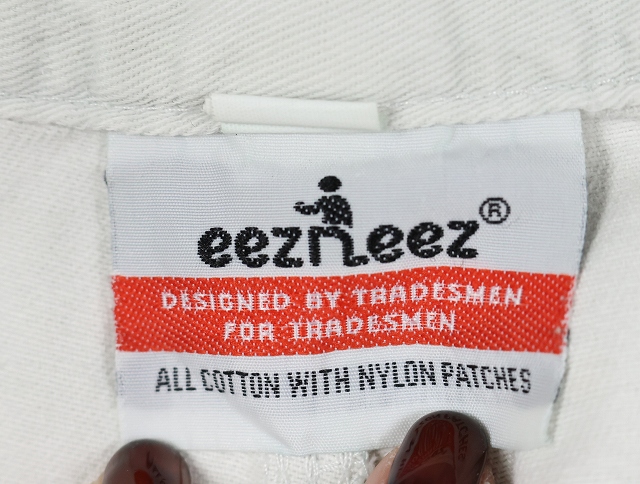 eezneez®
DESIGNED BY TRADESMEN
FOR TRADESMEN
ALL COTTON WITH NYLON PATCHES